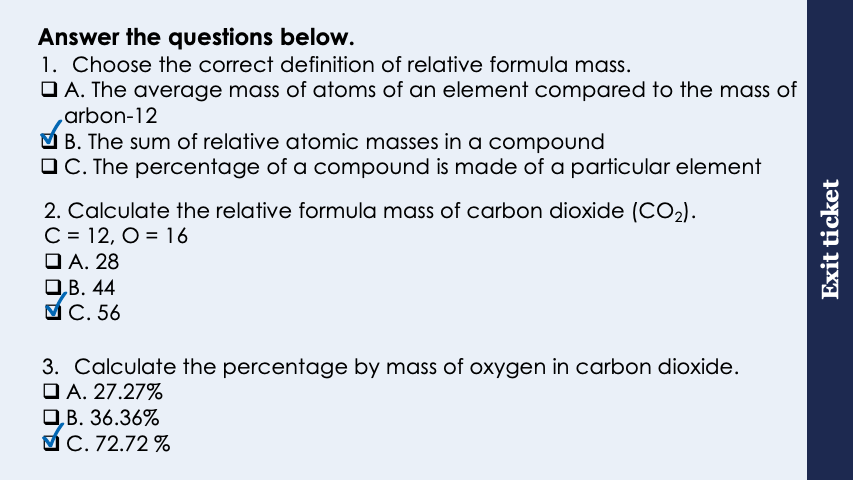 Answer the questions below.
1. Choose the correct definition of relative formula mass.
A. The average mass of atoms of an element compared to the mass of
arbon-12
B. The sum of relative atomic masses in a compound
C. The percentage of a compound is made of a particular element
2. Calculate the relative formula mass of carbon dioxide (CO₂).
C = 12, O = 16
A. 28
B. 44
C. 56
3. Calculate the percentage by mass of oxygen in carbon dioxide.
A. 27.27%
B. 36.36%
C. 72.72 %
Exit ticket